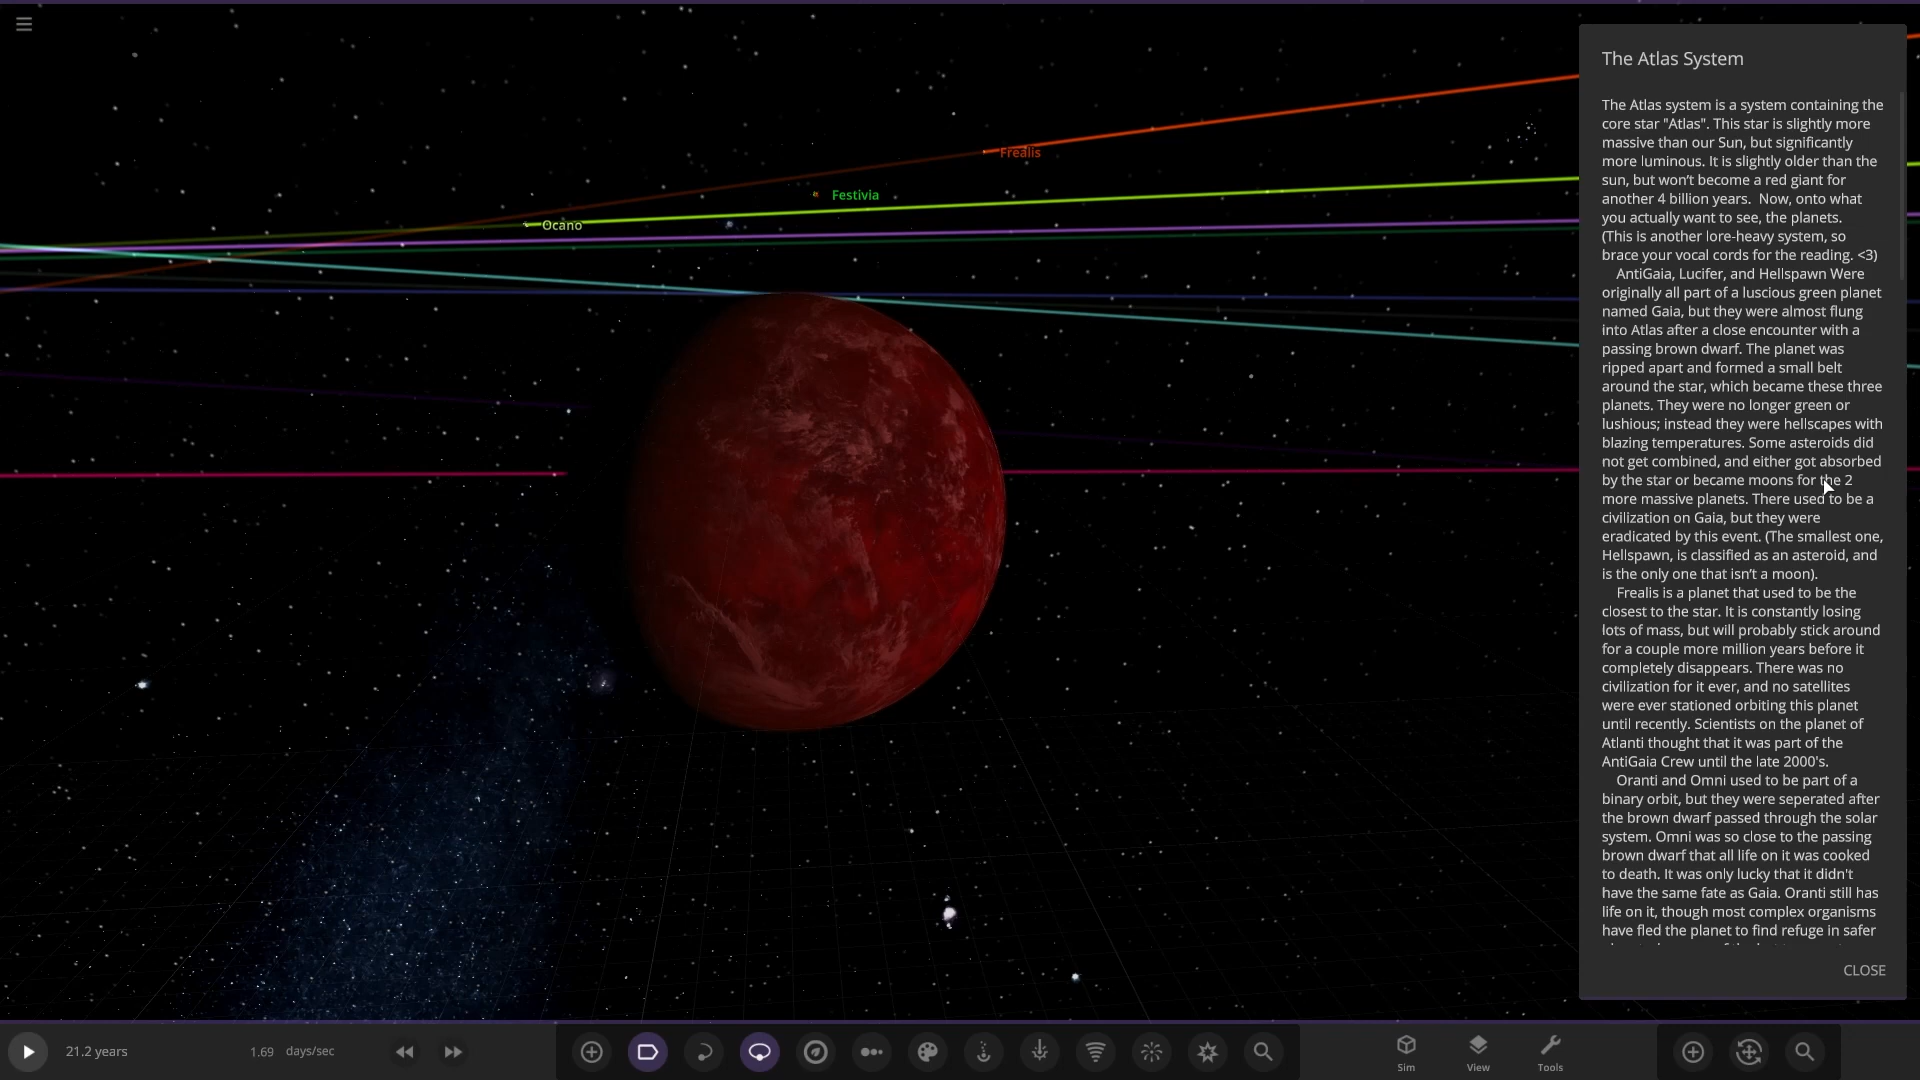 The Atlas System
The Atlas system is a system containing the
core star "Atlas". This star is slightly more
massive than our Sun, but significantly
more luminous. It is slightly older than the
sun, but won't become a red giant for
another 4 billion years.  Now, onto what
you actually want to see, the planets.
(This is another lore-heavy system, so
brace your vocal cords for the reading. <3)
AntiGaia, Lucifer, and Hellspawn Were
originally all part of a luscious green planet
named Gaia, but they were almost flung
into Atlas after a close encounter with a
passing brown dwarf. The planet was
ripped apart and formed a small belt
around the star, which became these three
planets. They were no longer green or
lushious; instead they were hellscapes with
blazing temperatures. Some asteroids did
not get combined, and either got absorbed
by the star or became moons for the 2
more massive planets. There used to be a
civilization on Gaia, but they were
eradicated by this event. (The smallest one,
Hellspawn, is classified as an asteroid, and
is the only one that isn't a moon).
Frealis is a planet that used to be the
closest to the star. It is constantly losing
lots of mass, but will probably stick around
for a couple more million years before it
completely disappears. There was no
civilization for it ever, and no satellites
were ever stationed orbiting this planet
until recently. Scientists on the planet of
Atlanti thought that it was part of the
AntiGaia Crew until the late 2000's.
Oranti and Omni used to be part of a
binary orbit, but they were seperated after
the brown dwarf passed through the solar
system. Omni was so close to the passing
brown dwarf that all life on it was cooked
to death. It was only lucky that it didn't
have the same fate as Gaia. Oranti still has
life on it, though most complex organisms
have fled the planet to find refuge in safer
CLOSE
Frealis
Festivia
Ocano
21.2 years
1.69 days/sec
Sim
View
Tools